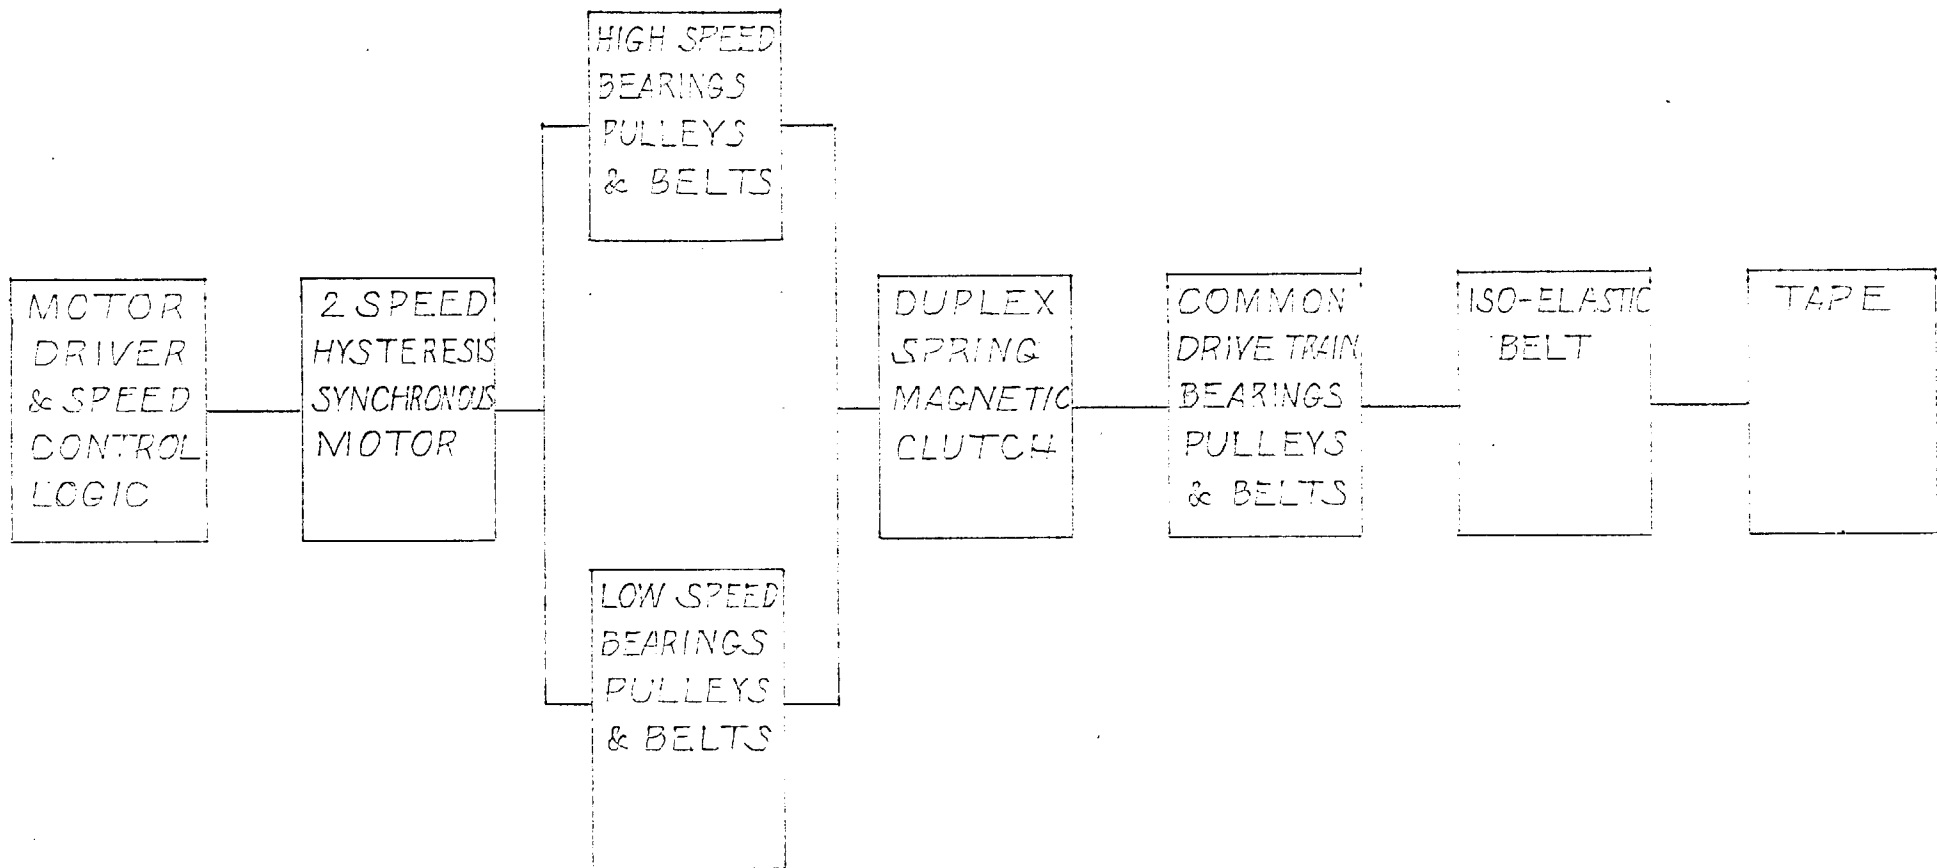 MOTOR
DRIVER
& SPEED
CONTROL
LOGIC
2 SPEED
HYSTERESIS
SYNCHRONOUS
MOTOR
HIGH SPEED
BEARINGS
PULLEYS
& BELTS
LOW SPEED
BEARINGS
PULLEYS
& BELTS
DUPLEX
SPRING
MAGNETIC
CLUTCH
COMMON
DRIVE TRAIN
BEARINGS
PULLEYS
& BELTS
ISO-ELASTIC
BELT
TAPE